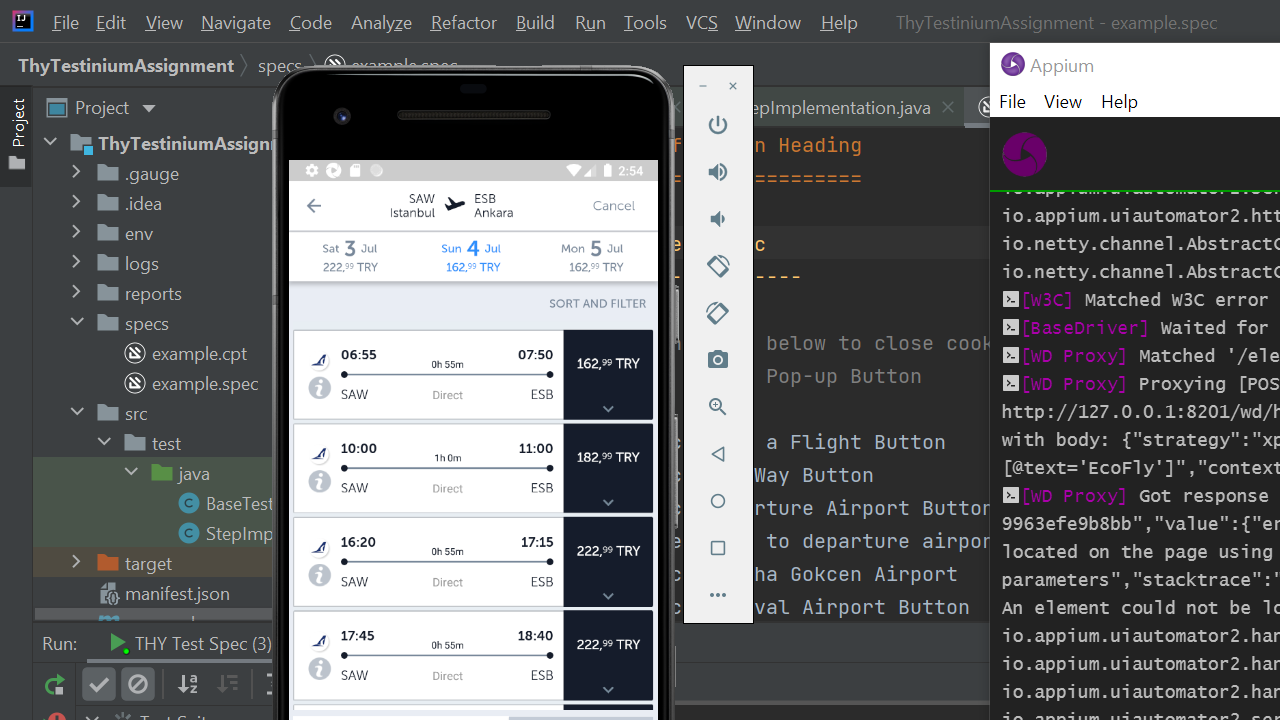 File Edit View Navigate Code Analyze Refactor Build Run Tools VCS Window Help ThyTestiniumAssignment - example.spec
ThyTestiniumAssignment specs example.spec
Project
Project
ThyTestiniumAssignn
.gauge
.idea
env
logs
reports
specs
example.cpt
example.spec
src
test
java
BaseTest
StepImp
target
manifest.json
Run: THY Test Spec (3)
2:54
SAW
Istanbul
ESB
Ankara
Cancel
Sat 3 Jul
222,99 TRY
Sun 4 Jul
162,99 TRY
Mon 5 Jul
162,99 TRY
SORT AND FILTER
06:55 0h 55m 07:50
SAW Direct ESB
162,99 TRY
10:00 1h 0m 11:00
SAW Direct ESB
182,99 TRY
16:20 0h 55m 17:15
SAW Direct ESB
222,99 TRY
17:45 0h 55m 18:40
SAW Direct ESB
222,99 TRY
epImplementation.java
n Heading
=============
c
----
below to close cook
Pop-up Button
a Flight Button
Way Button
rture Airport Button
to departure airpor
ha Gokcen Airport
val Airport Button
Appium
File View Help
io.appium.uiautomator2.htt
io.netty.channel.AbstractC
io.netty.channel.AbstractC
[W3C] Matched W3C error
[BaseDriver] Waited for
[WD Proxy] Matched '/ele
[WD Proxy] Proxying [POS
http://127.0.0.1:8201/wd/h
with body: {"strategy":"xp
[@text='EcoFly']","context
[WD Proxy] Got response
9963efe9b8bb","value":{"er
located on the page using
parameters","stacktrace":"
An element could not be lo
io.appium.uiautomator2.han
io.appium.uiautomator2.han
io.appium.uiautomator2.han